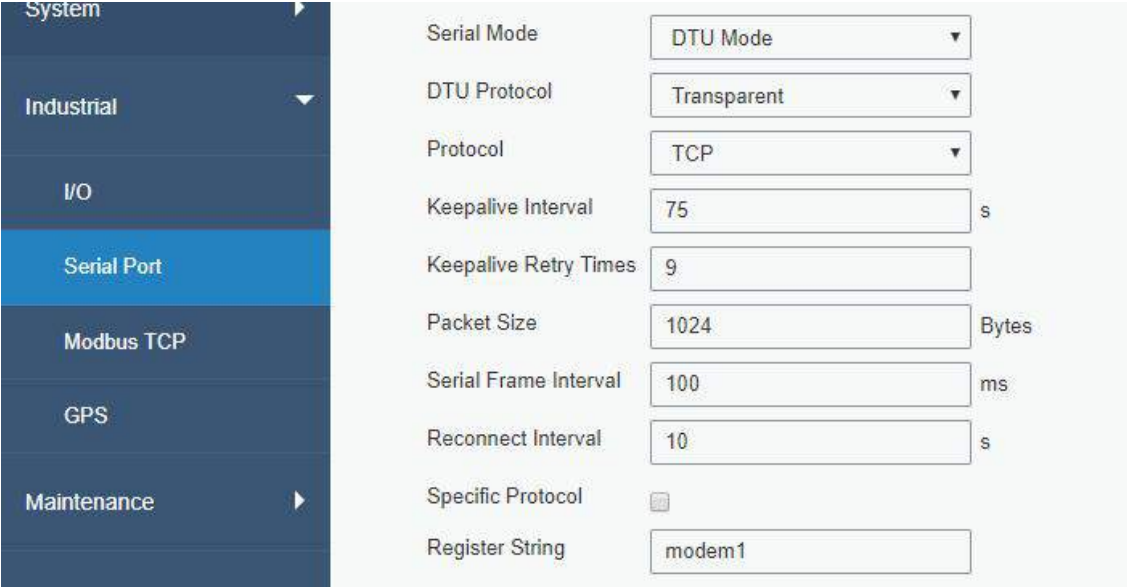 System
Industrial
I/O
Serial Port
Modbus TCP
GPS
Maintenance
Serial Mode DTU Mode
DTU Protocol Transparent
Protocol TCP
Keepalive Interval 75 s
Keepalive Retry Times 9
Packet Size 1024 Bytes
Serial Frame Interval 100 ms
Reconnect Interval 10 s
Specific Protocol
Register String modem1